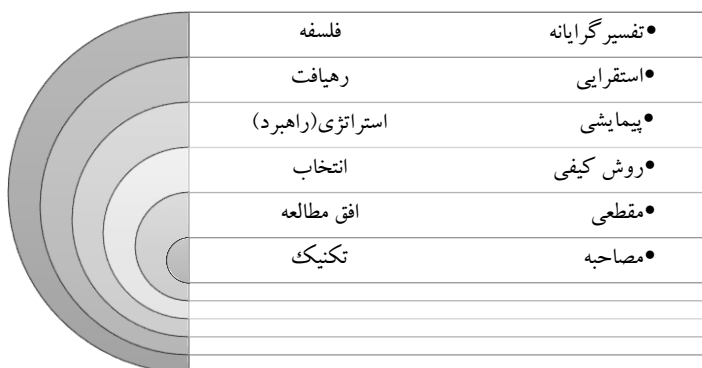 •تفسیرگرایانه فلسفه
•استقرایی رهیافت
•پیمایشی استراتژی(راهبرد)
•روش کیفی انتخاب
•مقطعی افق مطالعه
•مصاحبه تکنیک